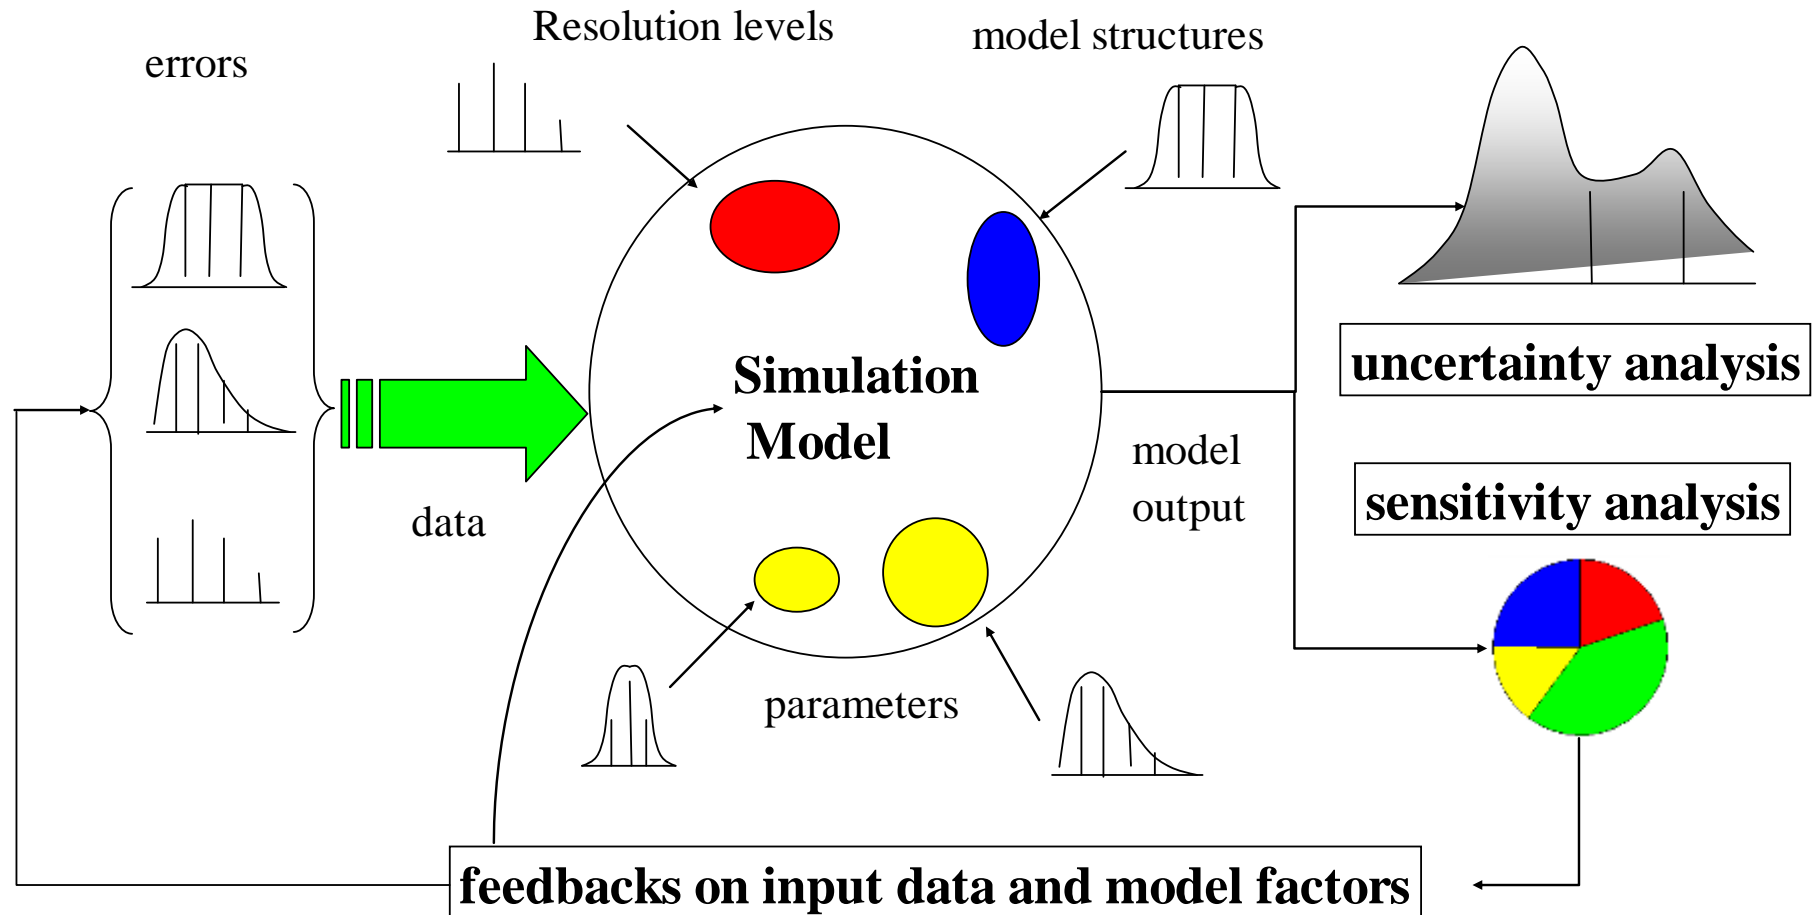 Resolution levels
model structures
errors
uncertainty analysis
Simulation
Model
model
output
sensitivity analysis
data
parameters
feedbacks on input data and model factors